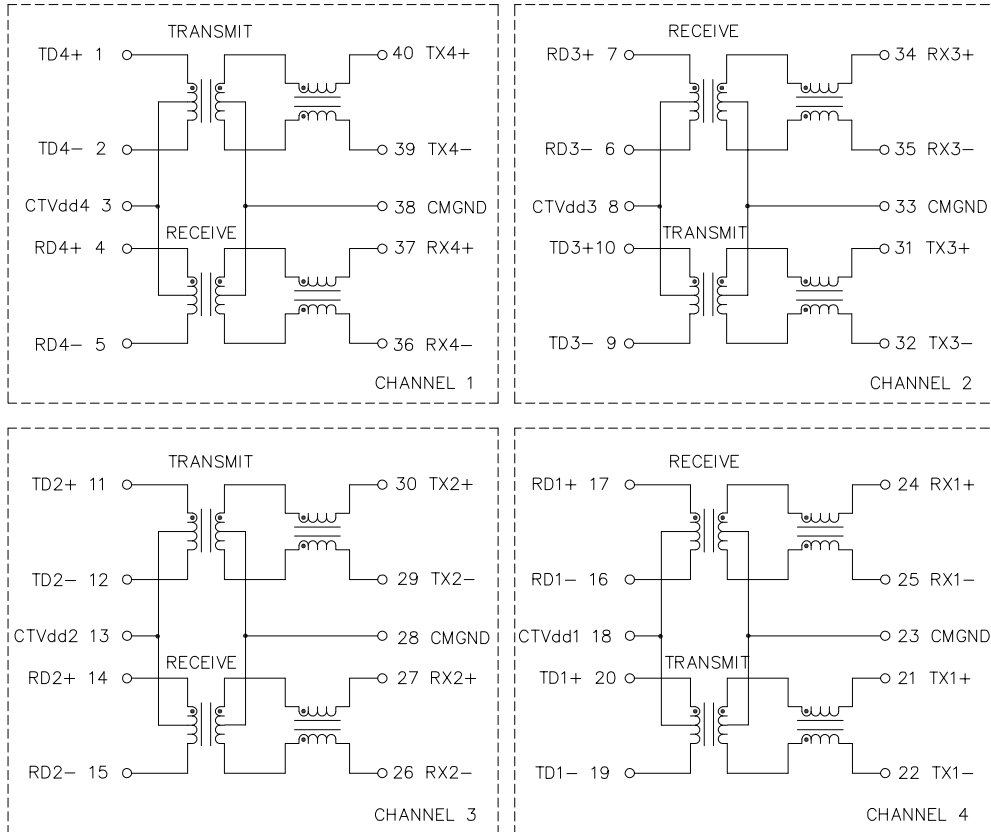 TRANSMIT
TD4+ 1
40 TX4+
TD4- 2
39 TX4-
CTVdd4 3
38 CMGND
RECEIVE
RD4+ 4
37 RX4+
RD4- 5
36 RX4-
CHANNEL 1
RECEIVE
RD3+ 7
34 RX3+
RD3- 6
35 RX3-
CTVdd3 8
33 CMGND
TRANSMIT
TD3+10
31 TX3+
TD3- 9
32 TX3-
CHANNEL 2
TRANSMIT
TD2+ 11
30 TX2+
TD2- 12
29 TX2-
CTVdd2 13
28 CMGND
RECEIVE
RD2+ 14
27 RX2+
RD2- 15
26 RX2-
CHANNEL 3
RECEIVE
RD1+ 17
24 RX1+
RD1- 16
25 RX1-
CTVdd1 18
23 CMGND
TRANSMIT
TD1+ 20
21 TX1+
TD1- 19
22 TX1-
CHANNEL 4